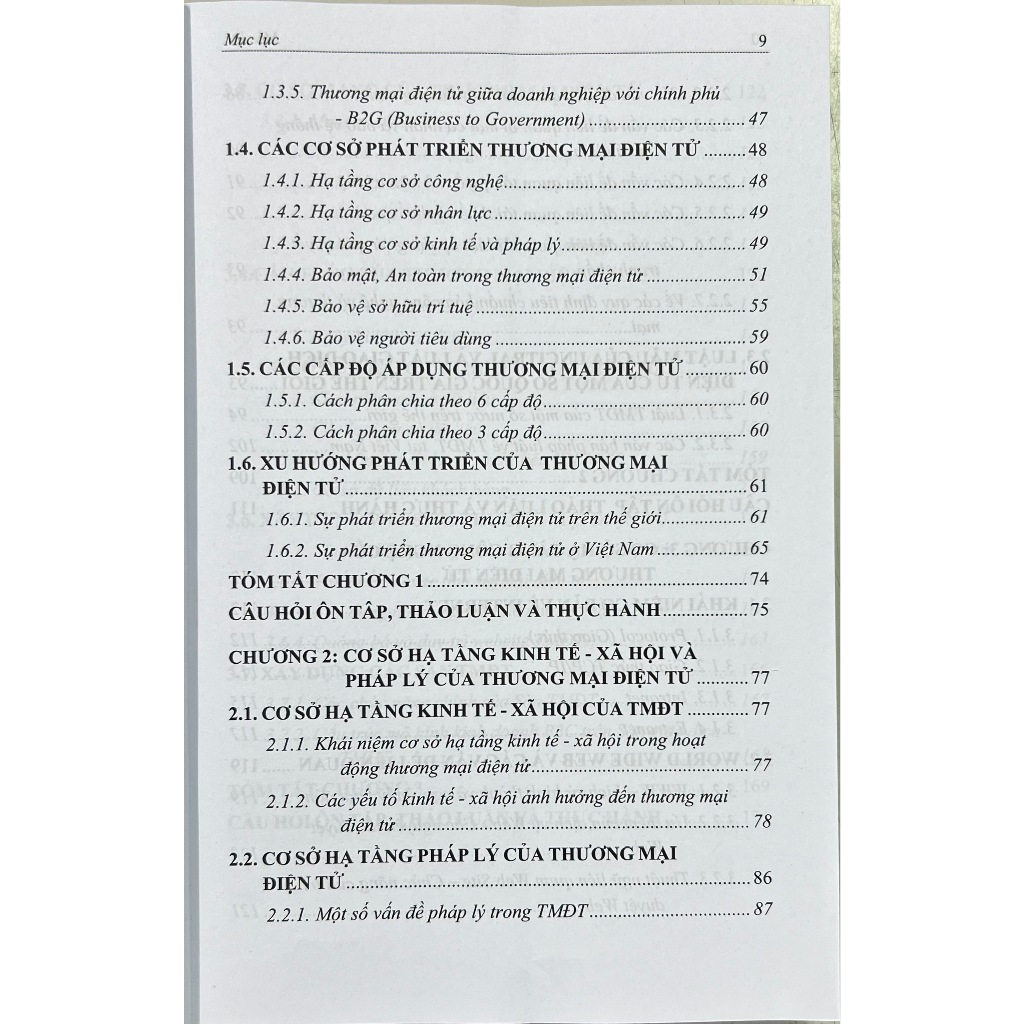 Mục lục 9
1.3.5. Thương mại điện tử giữa doanh nghiệp với chính phủ
- B2G (Business to Government) ........ 47
1.4. CÁC CƠ SỞ PHÁT TRIỂN THƯƠNG MẠI ĐIỆN TỬ ........ 48
1.4.1. Hạ tầng cơ sở công nghệ ........ 48
1.4.2. Hạ tầng cơ sở nhân lực ........ 49
1.4.3. Hạ tầng cơ sở kinh tế và pháp lý ........ 49
1.4.4. Bảo mật, An toàn trong thương mại điện tử ........ 51
1.4.5. Bảo vệ sở hữu trí tuệ ........ 55
1.4.6. Bảo vệ người tiêu dùng ........ 59
1.5. CÁC CẤP ĐỘ ÁP DỤNG THƯƠNG MẠI ĐIỆN TỬ ........ 60
1.5.1. Cách phân chia theo 6 cấp độ ........ 60
1.5.2. Cách phân chia theo 3 cấp độ ........ 60
1.6. XU HƯỚNG PHÁT TRIỂN CỦA THƯƠNG MẠI
ĐIỆN TỬ ........ 61
1.6.1. Sự phát triển thương mại điện tử trên thế giới ........ 61
1.6.2. Sự phát triển thương mại điện tử ở Việt Nam ........ 65
TÓM TẮT CHƯƠNG 1 ........ 74
CÂU HỎI ÔN TẬP, THẢO LUẬN VÀ THỰC HÀNH ........ 75
CHƯƠNG 2: CƠ SỞ HẠ TẦNG KINH TẾ - XÃ HỘI VÀ
PHÁP LÝ CỦA THƯƠNG MẠI ĐIỆN TỬ ........ 77
2.1. CƠ SỞ HẠ TẦNG KINH TẾ - XÃ HỘI CỦA TMĐT ........ 77
2.1.1. Khái niệm cơ sở hạ tầng kinh tế - xã hội trong hoạt
động thương mại điện tử ........ 77
2.1.2. Các yếu tố kinh tế - xã hội ảnh hưởng đến thương mại
điện tử ........ 78
2.2. CƠ SỞ HẠ TẦNG PHÁP LÝ CỦA THƯƠNG MẠI
ĐIỆN TỬ ........ 86
2.2.1. Một số vấn đề pháp lý trong TMĐT ........ 87